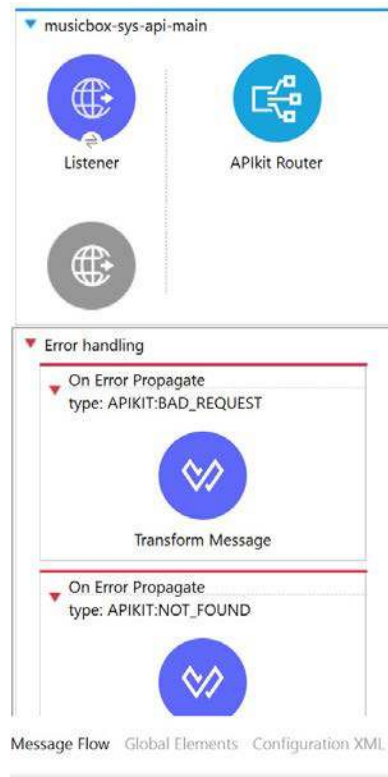 musicbox-sys-api-main
Listener
APIkit Router
Error handling
On Error Propagate
type: APIKIT:BAD_REQUEST
Transform Message
On Error Propagate
type: APIKIT:NOT_FOUND
Message Flow Global Elements Configuration XML